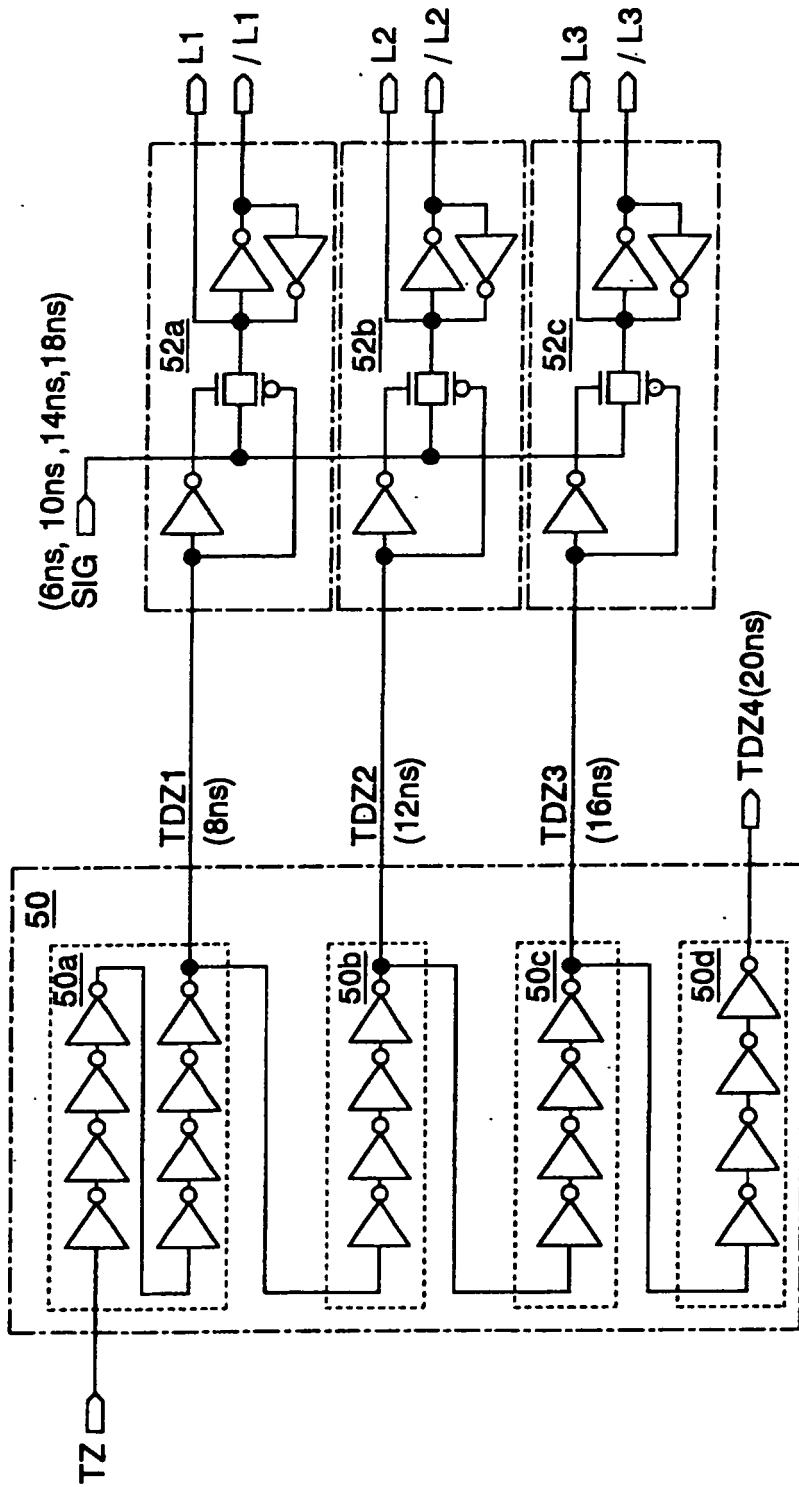 TZ
50
50a
50b
50c
50d
TDZ1
(8ns)
TDZ2
(12ns)
TDZ3
(16ns)
TDZ4(20ns)
(6ns, 10ns ,14ns,18ns)
SIG
52a
52b
52c
L1
/ L1
L2
/ L2
L3
/ L3